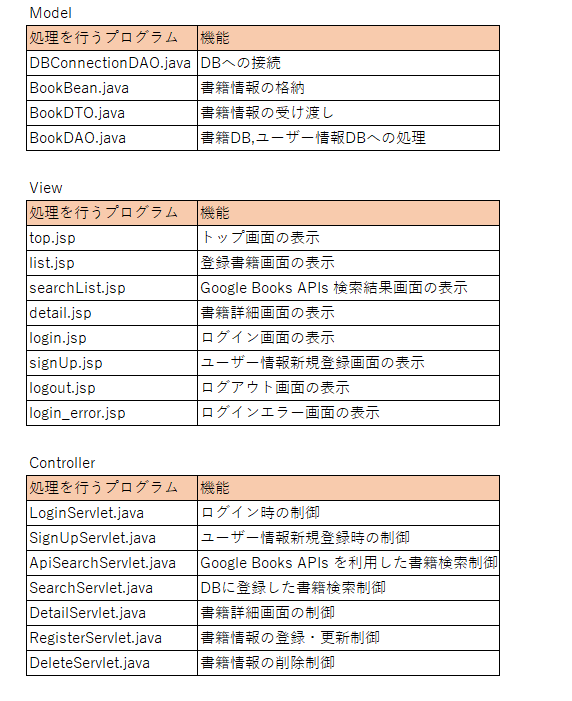 Model
処理を行うプログラム 機能
DBConnectionDAO.java DBへの接続
BookBean.java 書籍情報の格納
BookDTO.java 書籍情報の受け渡し
BookDAO.java 書籍DB,ユーザー情報DBへの処理
View
処理を行うプログラム 機能
top.jsp トップ画面の表示
list.jsp 登録書籍画面の表示
searchList.jsp Google Books APIs 検索結果画面の表示
detail.jsp 書籍詳細画面の表示
login.jsp ログイン画面の表示
signUp.jsp ユーザー情報新規登録画面の表示
logout.jsp ログアウト画面の表示
login_error.jsp ログインエラー画面の表示
Controller
処理を行うプログラム 機能
LoginServlet.java ログイン時の制御
SignUpServlet.java ユーザー情報新規登録時の制御
ApiSearchServlet.java Google Books APIs を利用した書籍検索制御
SearchServlet.java DBに登録した書籍検索制御
DetailServlet.java 書籍詳細画面の制御
RegisterServlet.java 書籍情報の登録・更新制御
DeleteServlet.java 書籍情報の削除制御